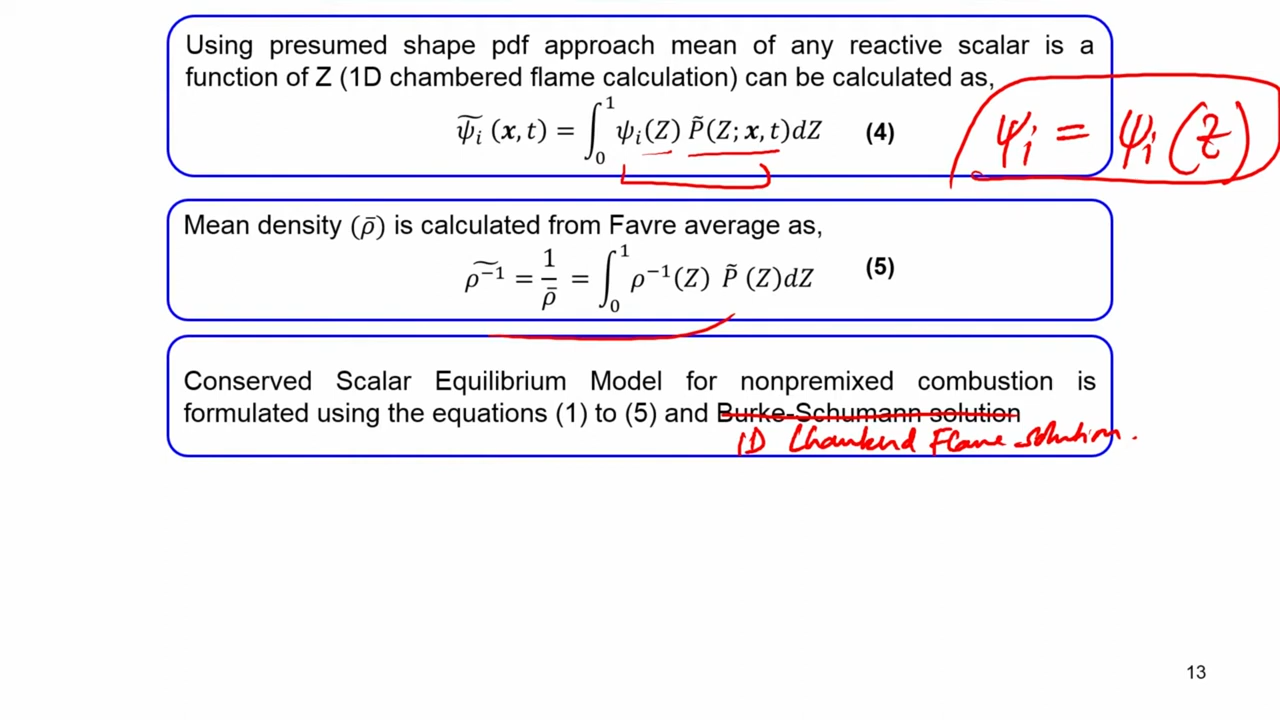 Using presumed shape pdf approach mean of any reactive scalar is a
function of Z (1D chambered flame calculation) can be calculated as,
ψ̃ᵢ (x, t) = ∫₀¹ ψᵢ(Z) P̃(Z; x, t)dZ (4)
ψᵢ = ψᵢ(Z)
Mean density (ρ̄) is calculated from Favre average as,
ρ⁻¹~ = 1/ρ̄ = ∫₀¹ ρ⁻¹(Z) P̃ (Z)dZ (5)
Conserved Scalar Equilibrium Model for nonpremixed combustion is
formulated using the equations (1) to (5) and Burke-Schumann solution
1D Flame solution.
13